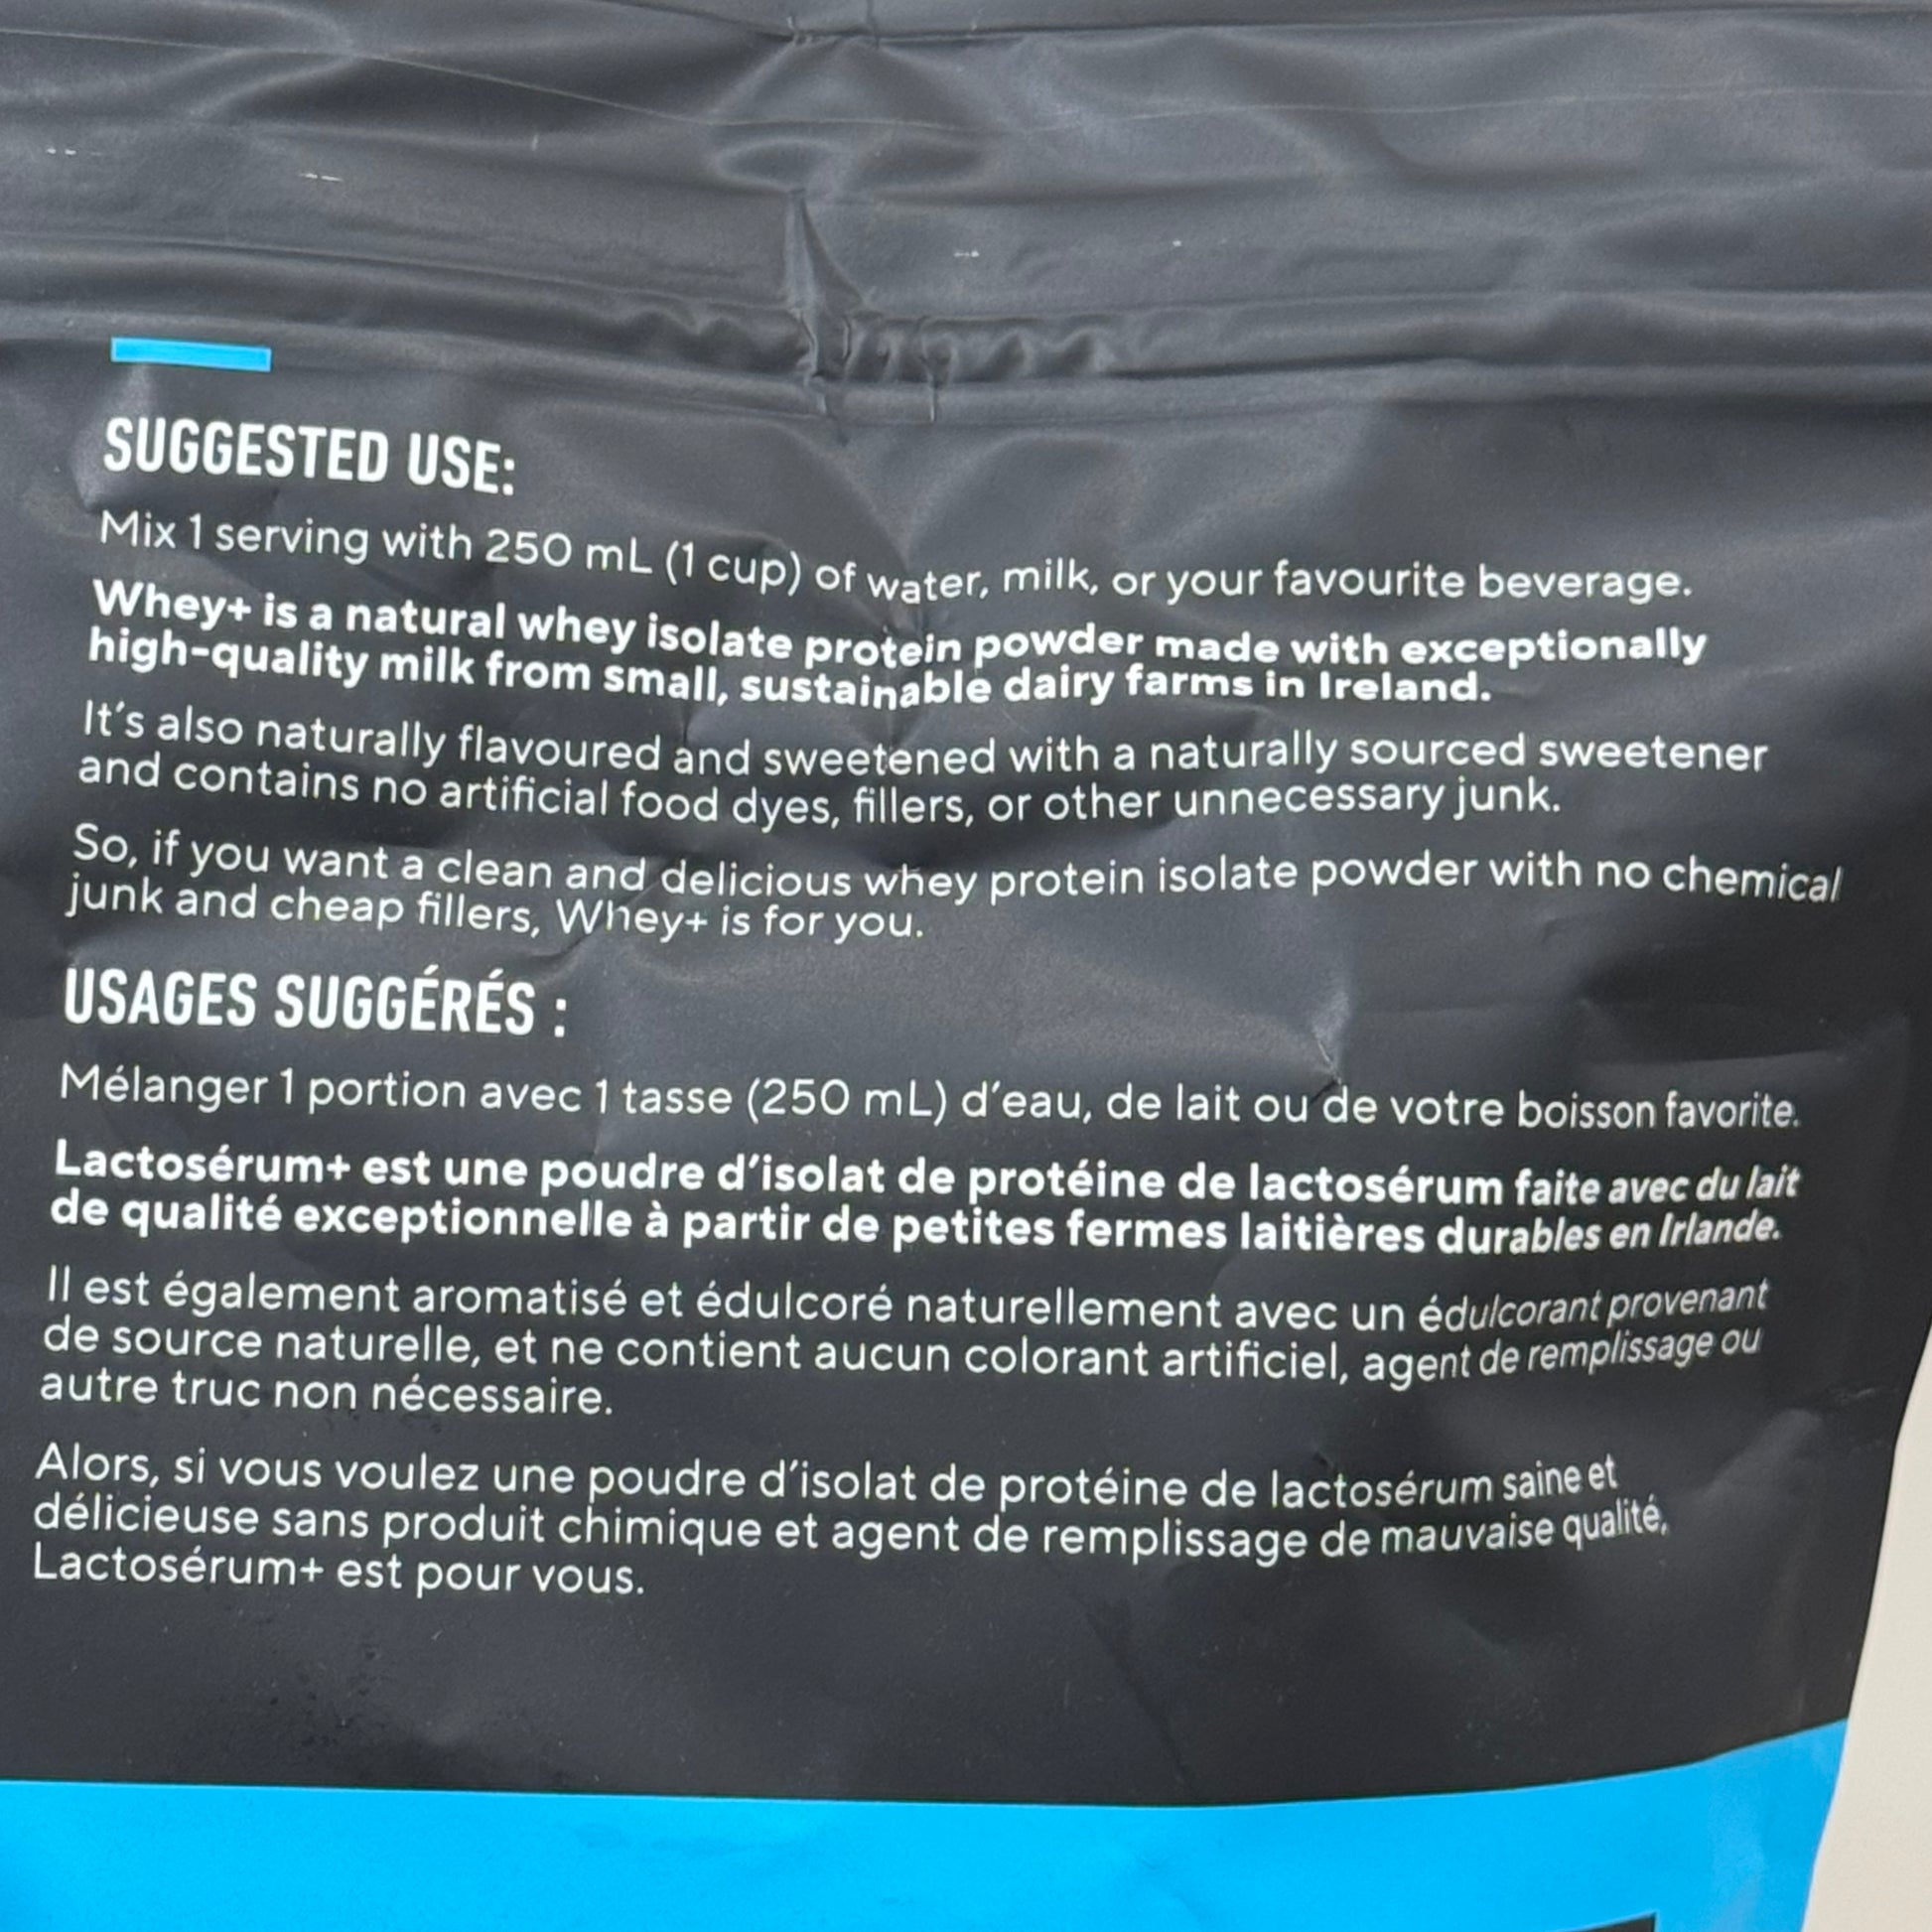 SUGGESTED USE:
Mix 1 serving with 250 mL (1 cup) of water, milk, or your favourite beverage.
Whey+ is a natural whey isolate protein powder made with exceptionally
high-quality milk from small, sustainable dairy farms in Ireland.
It's also naturally flavoured and sweetened with a naturally sourced sweetener
and contains no artificial food dyes, fillers, or other unnecessary junk.
So, if you want a clean and delicious whey protein isolate powder with no chemical
junk and cheap fillers, Whey+ is for you.
USAGES SUGGÉRÉS :
Mélanger 1 portion avec 1 tasse (250 mL) d'eau, de lait ou de votre boisson favorite.
Lactosérum+ est une poudre d'isolat de protéine de lactosérum faite avec du lait
de qualité exceptionnelle à partir de petites fermes laitières durables en Irlande.
Il est également aromatisé et édulcoré naturellement avec un édulcorant provenant
de source naturelle, et ne contient aucun colorant artificiel, agent de remplissage ou
autre truc non nécessaire.
Alors, si vous voulez une poudre d'isolat de protéine de lactosérum saine et
délicieuse sans produit chimique et agent de remplissage de mauvaise qualité,
Lactosérum+ est pour vous.